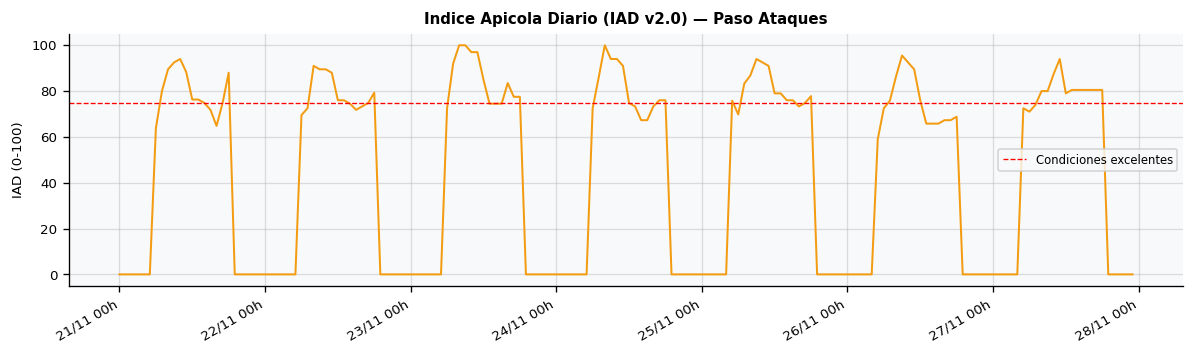 Indice Apicola Diario (IAD v2.0) — Paso Ataques
IAD (0-100)
100
80
60
40
20
0
Condiciones excelentes
21/11 00h
22/11 00h
23/11 00h
24/11 00h
25/11 00h
26/11 00h
27/11 00h
28/11 00h